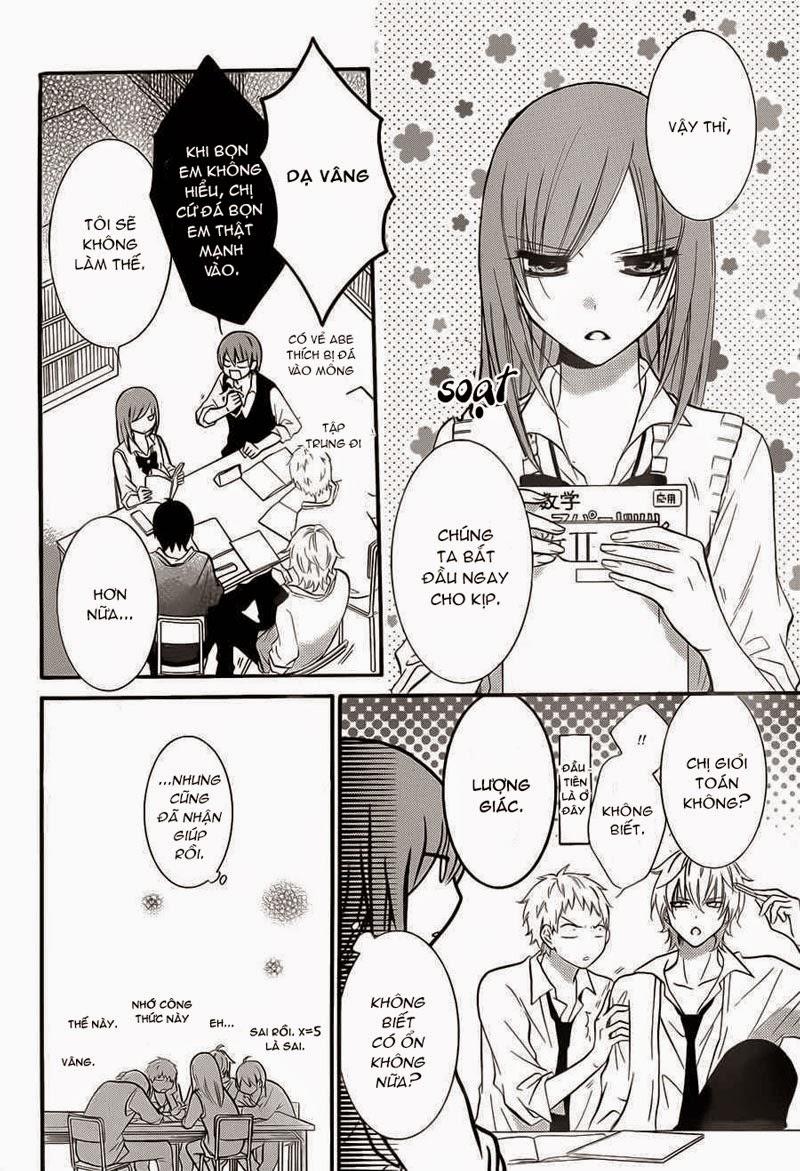 VẬY THÌ,
soạt
数学
応用
II
CHÚNG
TA BẮT
ĐẦU NGAY
CHO KỊP.
DẠ VÂNG
KHI BỌN
EM KHÔNG
HIỂU, CHỊ
CỨ ĐÁ BỌN
EM THẬT
MẠNH
VÀO.
TÔI SẼ
KHÔNG
LÀM THẾ.
CÓ VẺ ABE
THÍCH BỊ ĐÁ
VÀO MÔNG
TẬP
TRUNG ĐI
HƠN
NỮA...
CHỊ GIỎI
TOÁN
KHÔNG?
!!
KHÔNG
BIẾT.
ĐẦU
TIÊN
LÀ Ở
ĐÂY
LƯỢNG
GIÁC.
KHÔNG
BIẾT
CÓ ỔN
KHÔNG
NỮA?
...NHƯNG
CŨNG
ĐÃ NHẬN
GIÚP
RỒI.
THẾ NÀY.
VÂNG.
NHỚ CÔNG
THỨC NÀY
EH...
SAI RỒI. X=5
LÀ SAI.